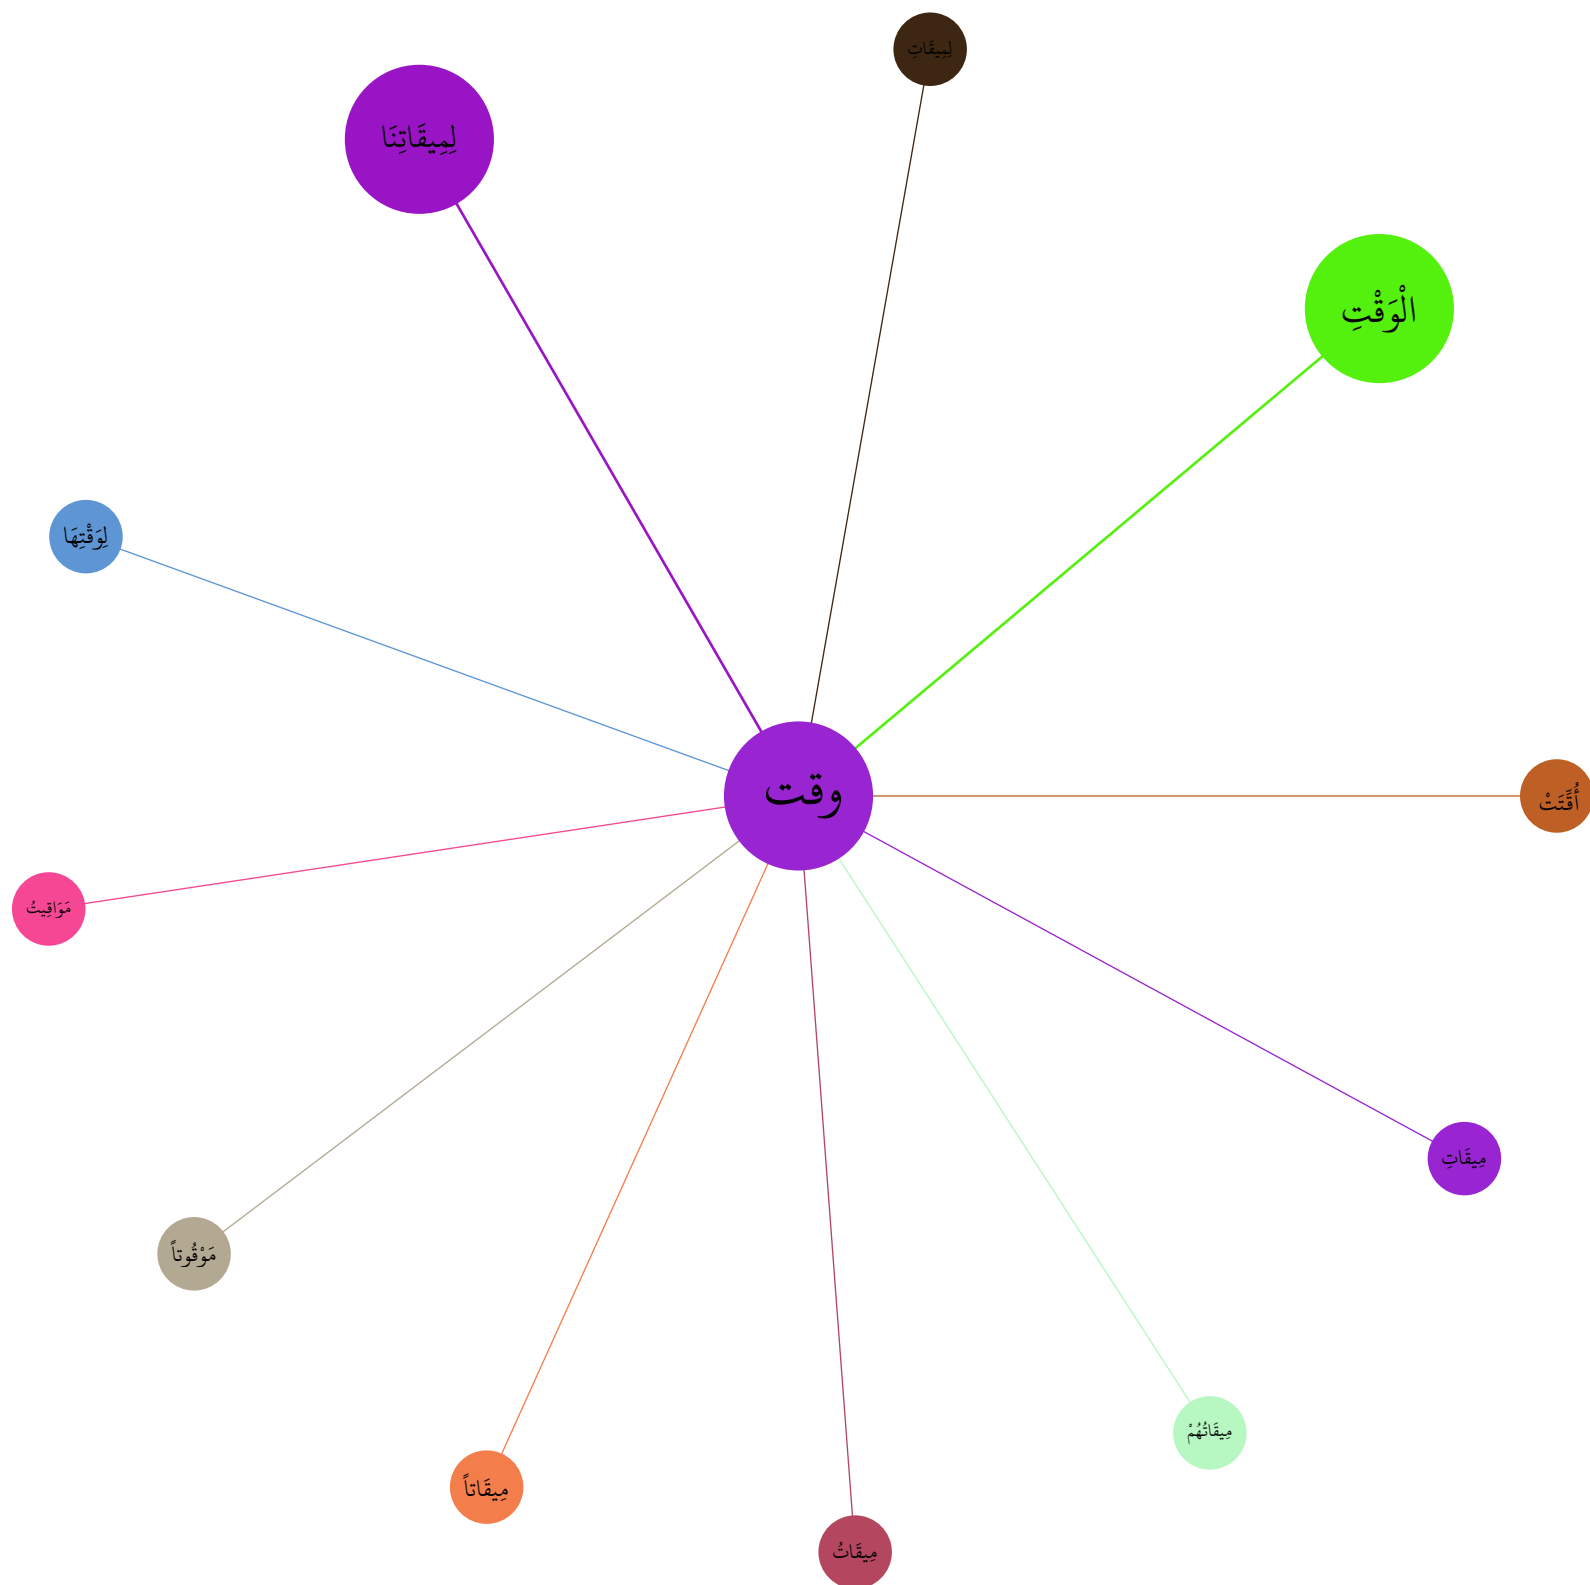 لِمِيقَاتِ
لِمِيقَاتِنَا
الْوَقْتِ
لِوَقْتِهَا
وقت
أُقِّتَتْ
مَوَاقِيتُ
مِيقَاتِ
مَوْقُوتاً
مِيقَاتُهُمْ
مِيقَاتاً
مِيقَاتُ